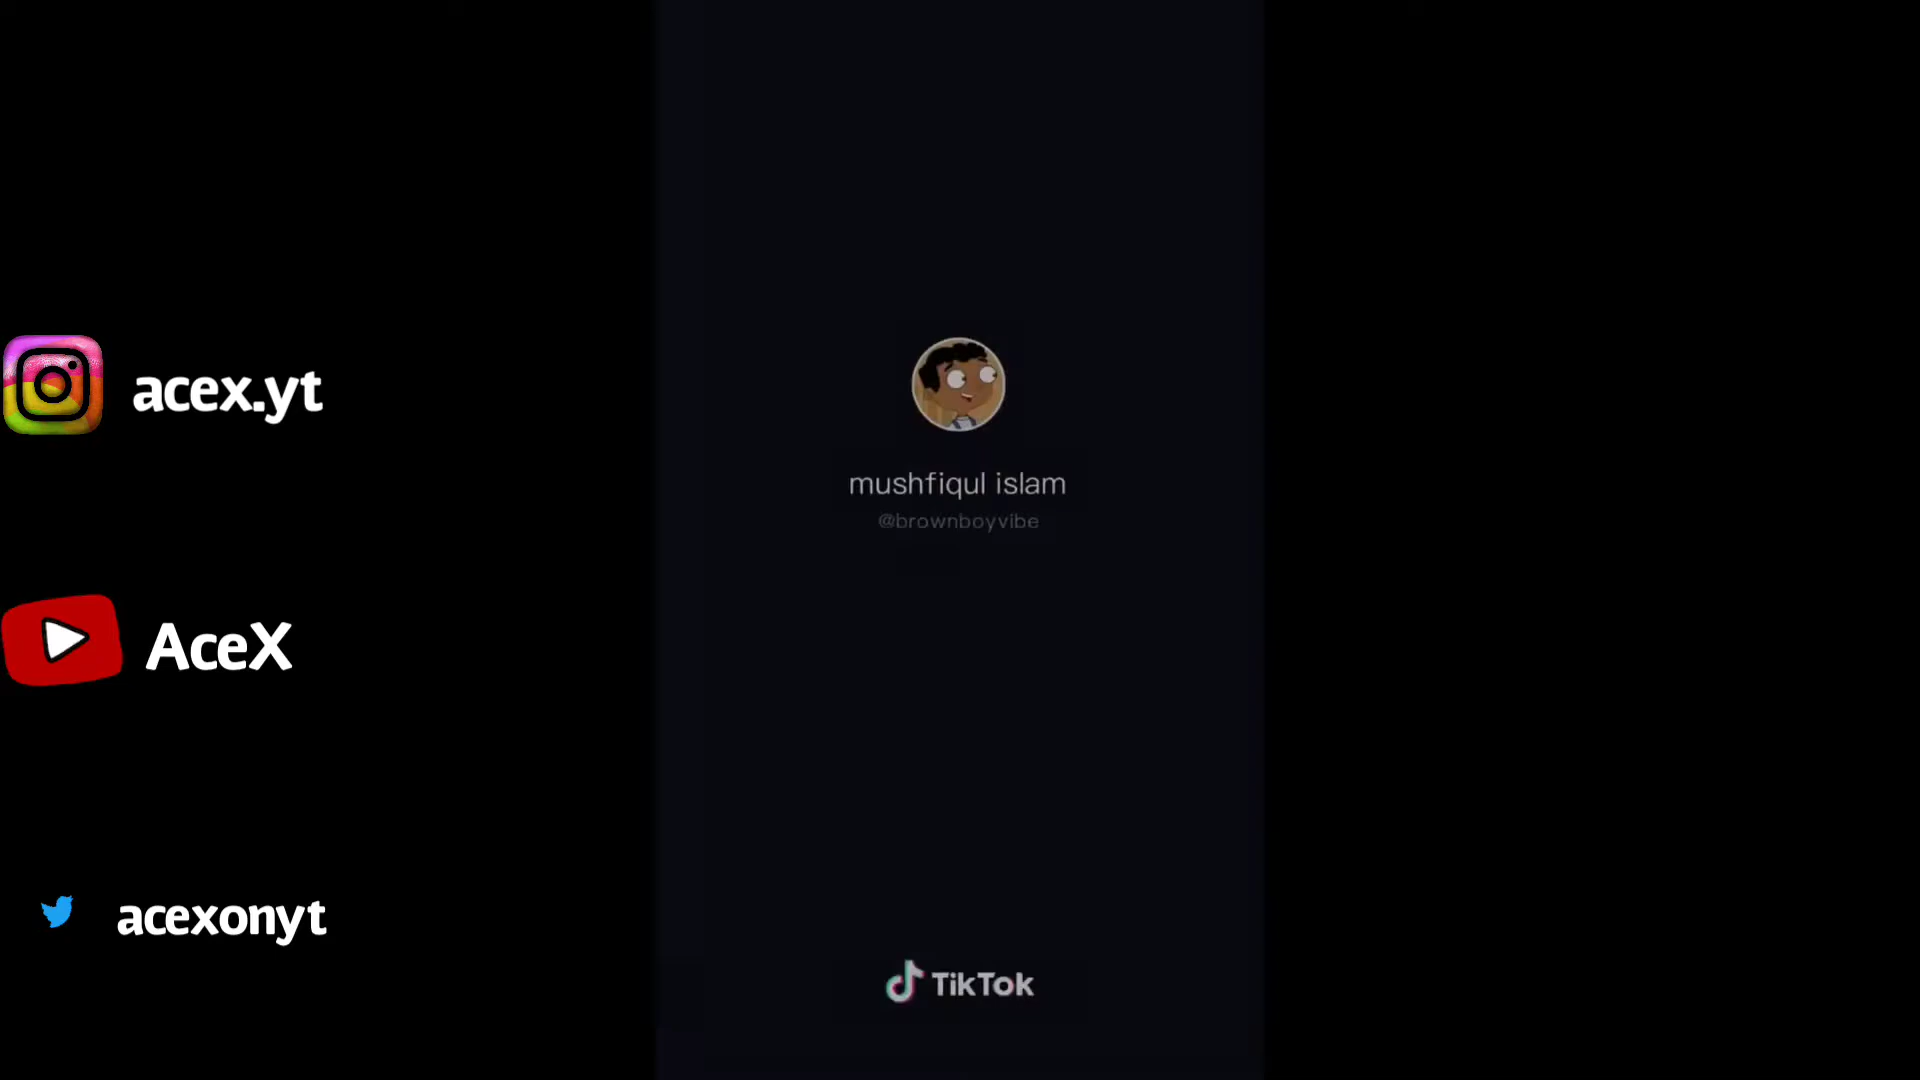 acex.yt
mushfiqul islam
@brownboyvibe
AceX
acexonyt
TikTok